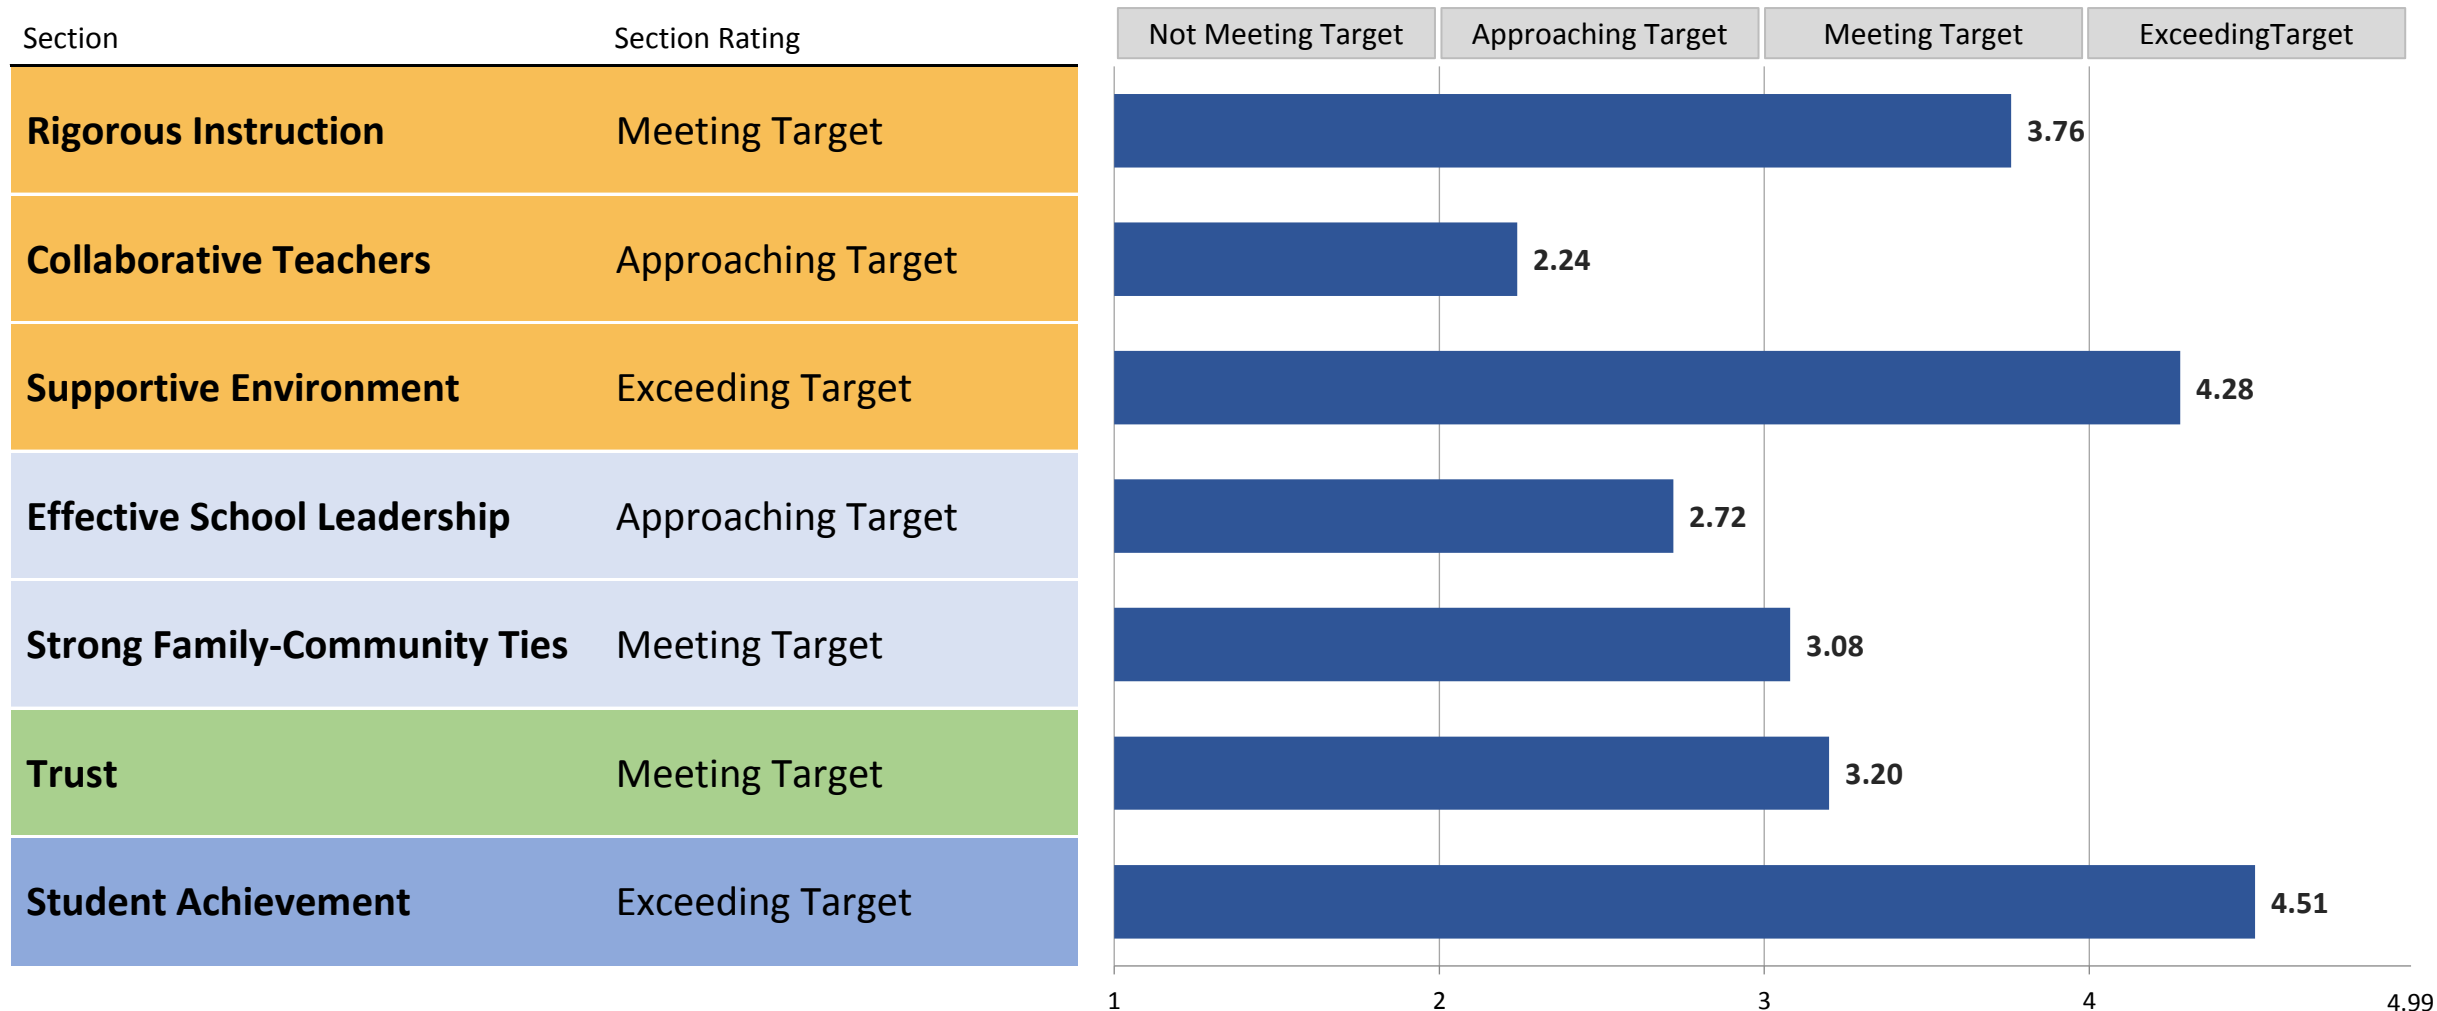 Section Section Rating Not Meeting Target Approaching Target Meeting Target ExceedingTarget
Rigorous Instruction Meeting Target 3.76
Collaborative Teachers Approaching Target 2.24
Supportive Environment Exceeding Target 4.28
Effective School Leadership Approaching Target 2.72
Strong Family-Community Ties Meeting Target 3.08
Trust Meeting Target 3.20
Student Achievement Exceeding Target 4.51
1 2 3 4 4.99